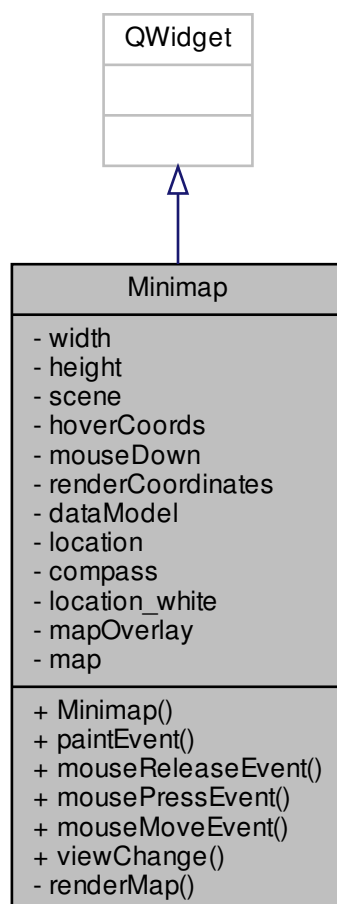 QWidget
Minimap
- width
- height
- scene
- hoverCoords
- mouseDown
- renderCoordinates
- dataModel
- location
- compass
- location_white
- mapOverlay
- map
+ Minimap()
+ paintEvent()
+ mouseReleaseEvent()
+ mousePressEvent()
+ mouseMoveEvent()
+ viewChange()
- renderMap()